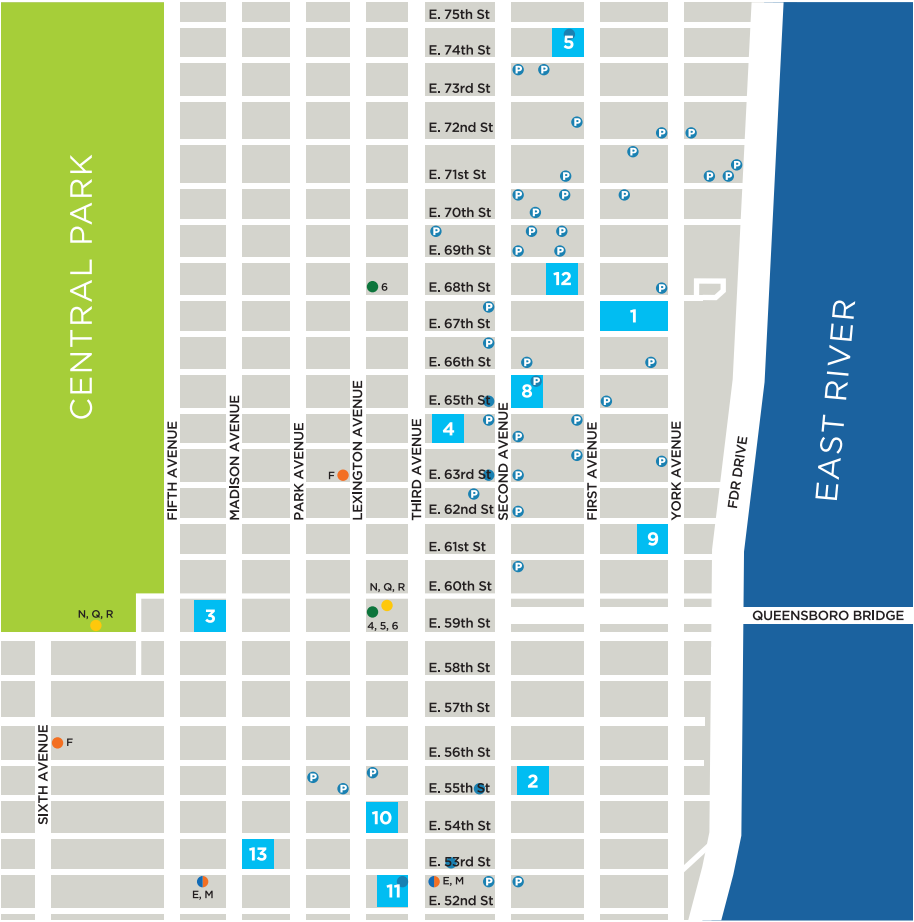 E. 75th St
E. 74th St
5
P
P
E. 73rd St
E. 72nd St
P
P
P
P
P
E. 71st St
P
P
P
P
P
P
E. 70th St
P
P
P
P
E. 69th St
P
P
E. 68th St
12
6
P
P
E. 67th St
1
P
E. 66th St
P
P
E. 65th St
8
P
P
CENTRAL PARK
EAST RIVER
FIFTH AVENUE
MADISON AVENUE
PARK AVENUE
LEXINGTON AVENUE
THIRD AVENUE
SECOND AVENUE
FIRST AVENUE
YORK AVENUE
FDR DRIVE
4
P
P
P
P
P
F
E. 63rd St
P
P
E. 62nd St
P
E. 61st St
9
P
E. 60th St
N, Q, R
N, Q, R
3
4, 5, 6
E. 59th St
QUEENSBORO BRIDGE
E. 58th St
E. 57th St
SIXTH AVENUE
F
E. 56th St
P
P
P
E. 55th St
2
10
E. 54th St
13
E. 53rd St
E, M
11
E, M
P
P
E. 52nd St